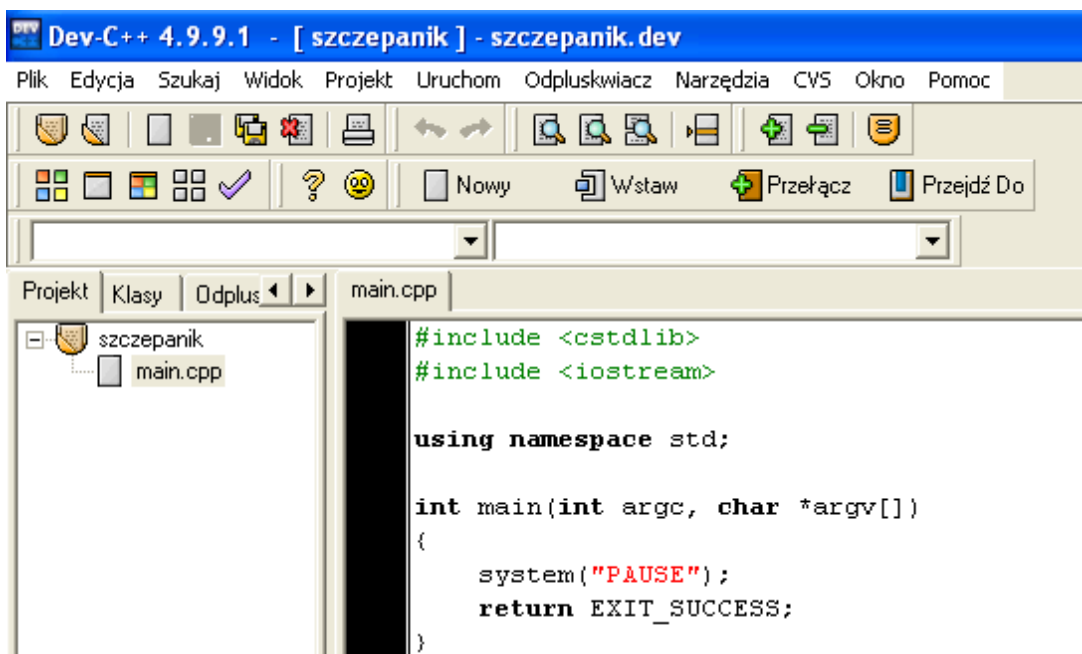 Dev-C++ 4.9.9.1 - [ szczepanik ] - szczepanik.dev
Plik Edycja Szukaj Widok Projekt Uruchom Odpluskwiacz Narzędzia CVS Okno Pomoc
Nowy Wstaw Przełącz Przejdź Do
Projekt Klasy Odplus main.cpp
szczepanik
main.cpp
#include <cstdlib>
#include <iostream>
using namespace std;
int main(int argc, char *argv[])
{
system("PAUSE");
return EXIT_SUCCESS;
}